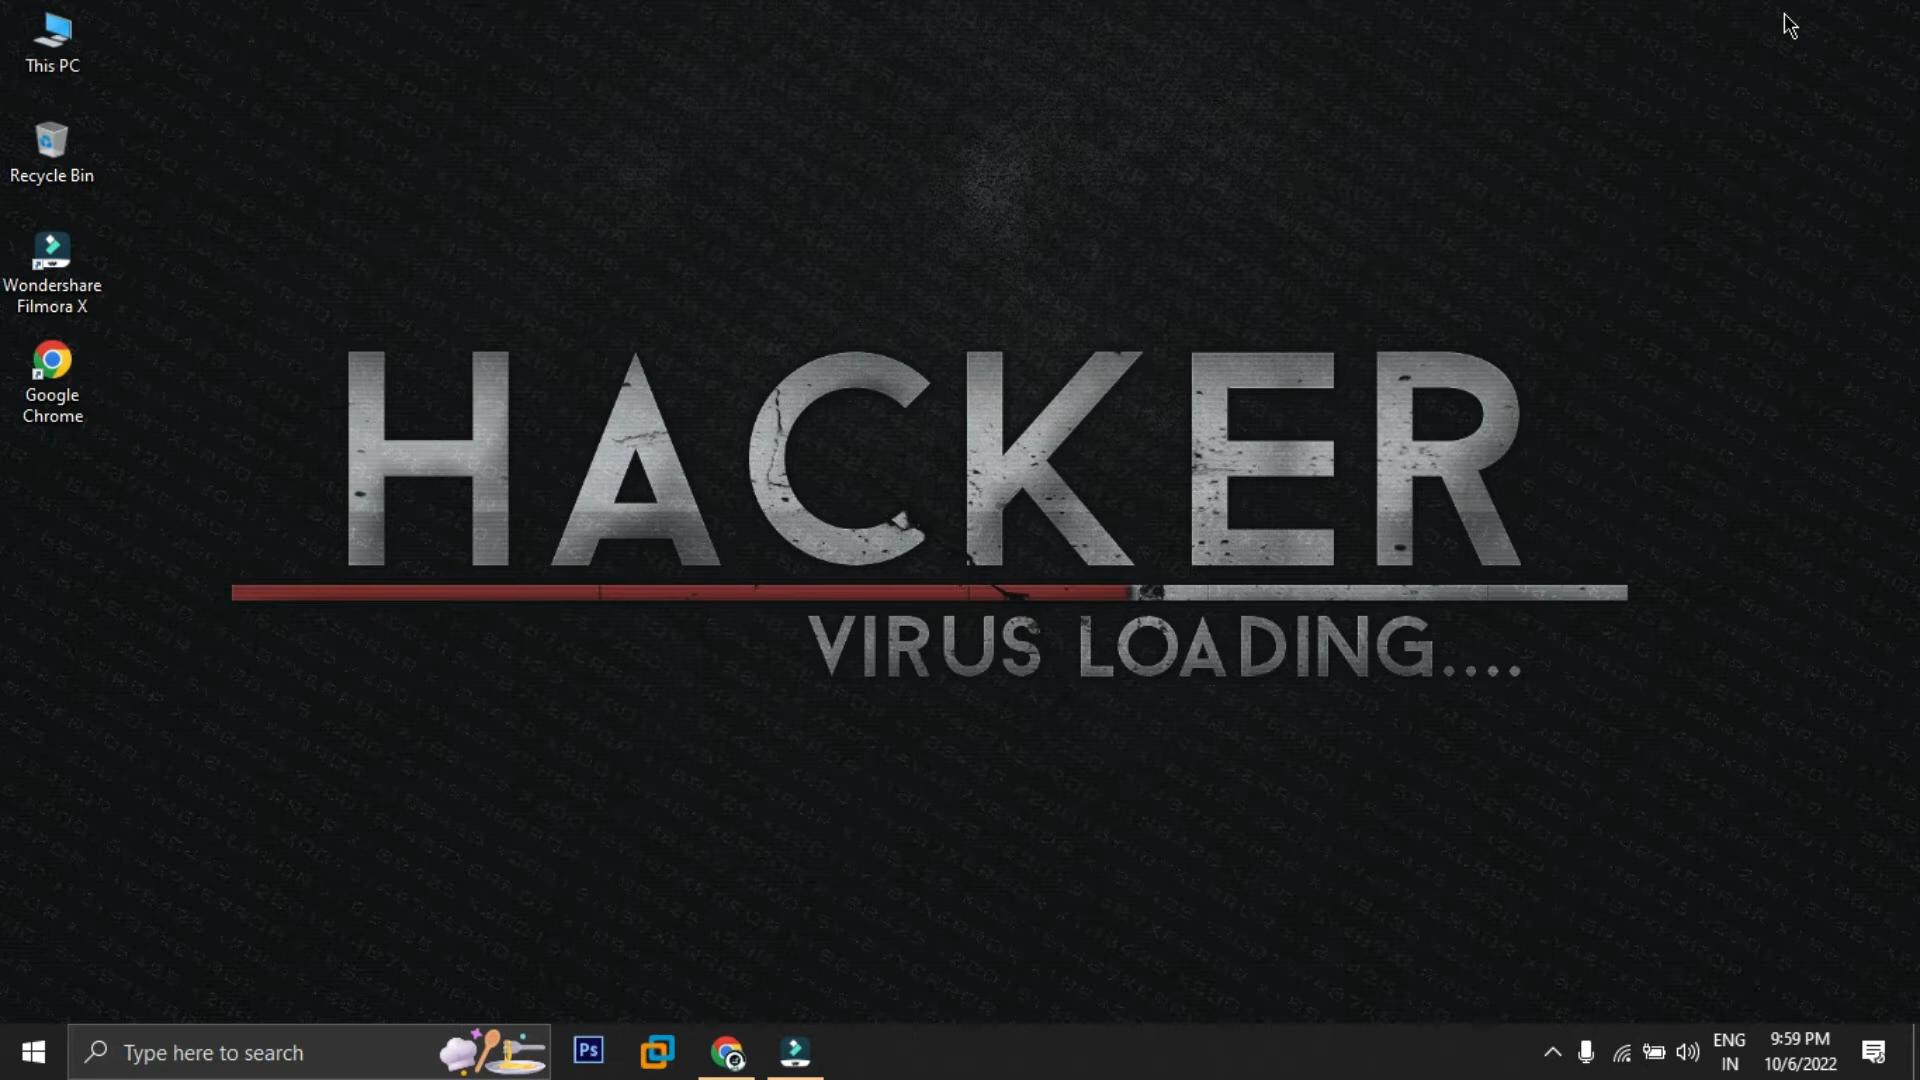 This PC
Recycle Bin
Wondershare
Filmora X
Google
Chrome
HACKER
VIRUS LOADING....
Type here to search
Ps
ENG
IN
9:59 PM
10/6/2022